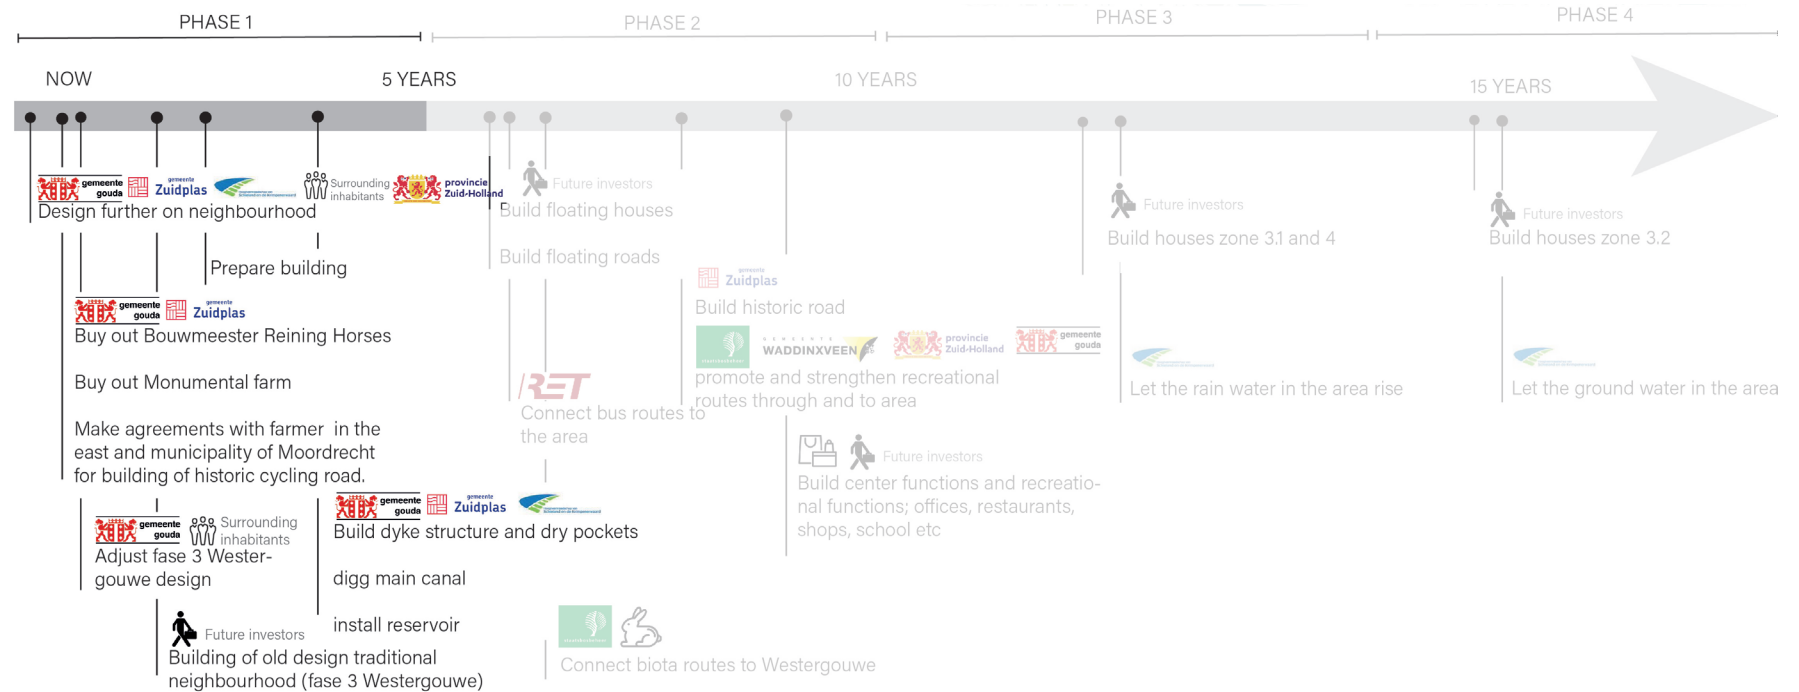 PHASE 1
PHASE 2
PHASE 3
PHASE 4
NOW
5 YEARS
10 YEARS
15 YEARS
gemeente
gouda
gemeente
Zuidplas
Surrounding
inhabitants
provincie
Zuid-Holland
Design further on neighbourhood
Prepare building
gemeente
gouda
gemeente
Zuidplas
Buy out Bouwmeester Reining Horses
Buy out Monumental farm
Make agreements with farmer in the
east and municipality of Moordrecht
for building of historic cycling road.
gemeente
gouda
Surrounding
inhabitants
Adjust fase 3 Wester-
gouwe design
Future investors
Building of old design traditional
neighbourhood (fase 3 Westergouwe)
gemeente
gouda
gemeente
Zuidplas
Build dyke structure and dry pockets
digg main canal
install reservoir
Future investors
Build floating houses
Build floating roads
RET
Connect bus routes to
the area
Connect biota routes to Westergouwe
gemeente
Zuidplas
Build historic road
GEMEENTE
WADDINXVEEN
provincie
Zuid-Holland
gemeente
gouda
promote and strengthen recreational
routes through and to area
Future investors
Build center functions and recreatio-
nal functions; offices, restaurants,
shops, school etc
Future investors
Build houses zone 3.1 and 4
Let the rain water in the area rise
Future investors
Build houses zone 3.2
Let the ground water in the area